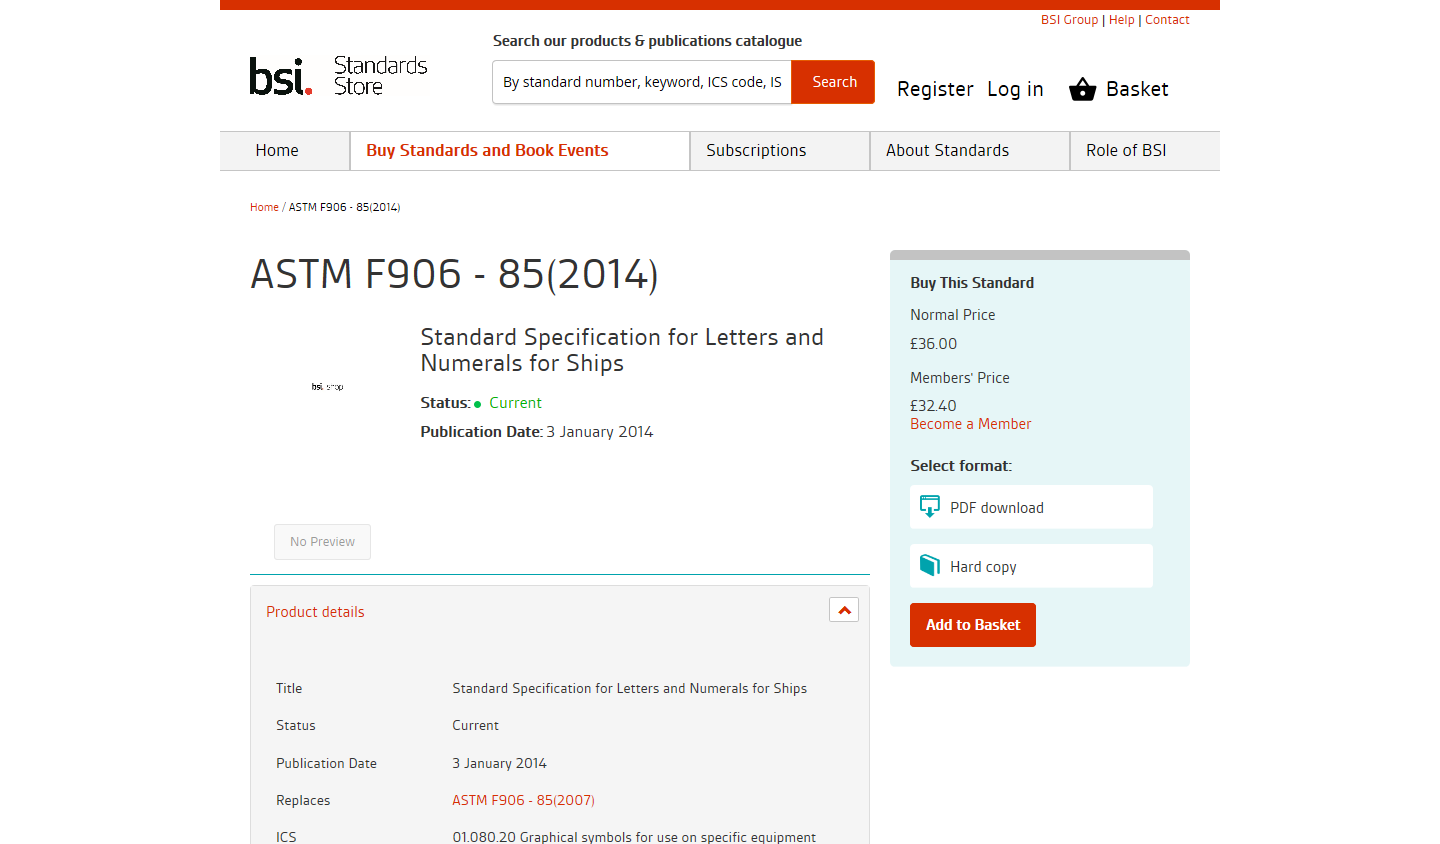 BSI Group | Help | Contact
Search our products & publications catalogue
bsi. Standards Store
By standard number, keyword, ICS code, IS
Search
Register Log in Basket
Home
Buy Standards and Book Events
Subscriptions
About Standards
Role of BSI
Home / ASTM F906 - 85(2014)
ASTM F906 - 85(2014)
bsi. shop
Standard Specification for Letters and
Numerals for Ships
Status: Current
Publication Date: 3 January 2014
No Preview
Buy This Standard
Normal Price
£36.00
Members' Price
£32.40
Become a Member
Select format:
PDF download
Hard copy
Add to Basket
Product details
Title Standard Specification for Letters and Numerals for Ships
Status Current
Publication Date 3 January 2014
Replaces ASTM F906 - 85(2007)
ICS 01.080.20 Graphical symbols for use on specific equipment